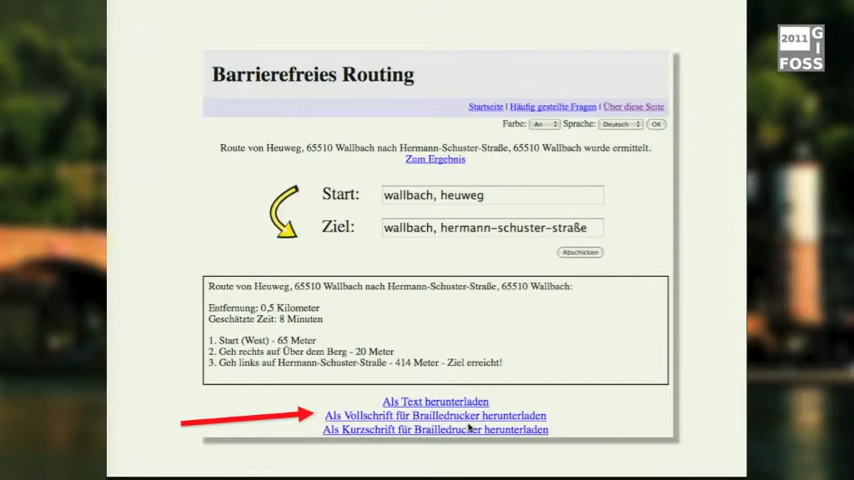 2011
G
I
FOSS
Barrierefreies Routing
Startseite | Häufig gestellte Fragen | Über diese Seite
Farbe: An Sprache: Deutsch OK
Route von Heuweg, 65510 Wallbach nach Hermann-Schuster-Straße, 65510 Wallbach wurde ermittelt.
Zum Ergebnis
Start: wallbach, heuweg
Ziel: wallbach, hermann-schuster-straße
Abschicken
Route von Heuweg, 65510 Wallbach nach Hermann-Schuster-Straße, 65510 Wallbach:
Entfernung: 0,5 Kilometer
Geschätzte Zeit: 8 Minuten
1. Start (West) - 65 Meter
2. Geh rechts auf Über dem Berg - 20 Meter
3. Geh links auf Hermann-Schuster-Straße - 414 Meter - Ziel erreicht!
Als Text herunterladen
Als Vollschrift für Brailledrucker herunterladen
Als Kurzschrift für Brailledrucker herunterladen